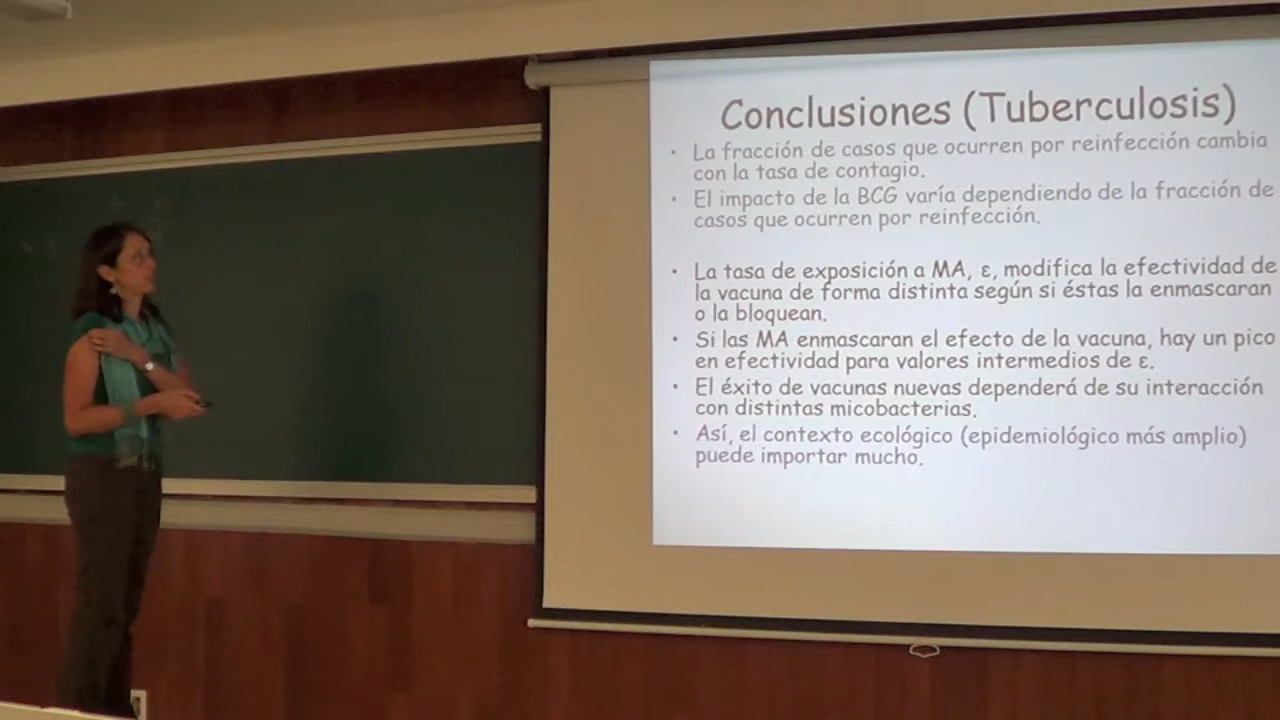 Conclusiones (Tuberculosis)
• La fracción de casos que ocurren por reinfección cambia
con la tasa de contagio.
• El impacto de la BCG varía dependiendo de la fracción de
casos que ocurren por reinfección.
• La tasa de exposición a MA, ε, modifica la efectividad de
la vacuna de forma distinta según si éstas la enmascaran
o la bloquean.
• Si las MA enmascaran el efecto de la vacuna, hay un pico
en efectividad para valores intermedios de ε.
• El éxito de vacunas nuevas dependerá de su interacción
con distintas micobacterias.
• Así, el contexto ecológico (epidemiológico más amplio)
puede importar mucho.